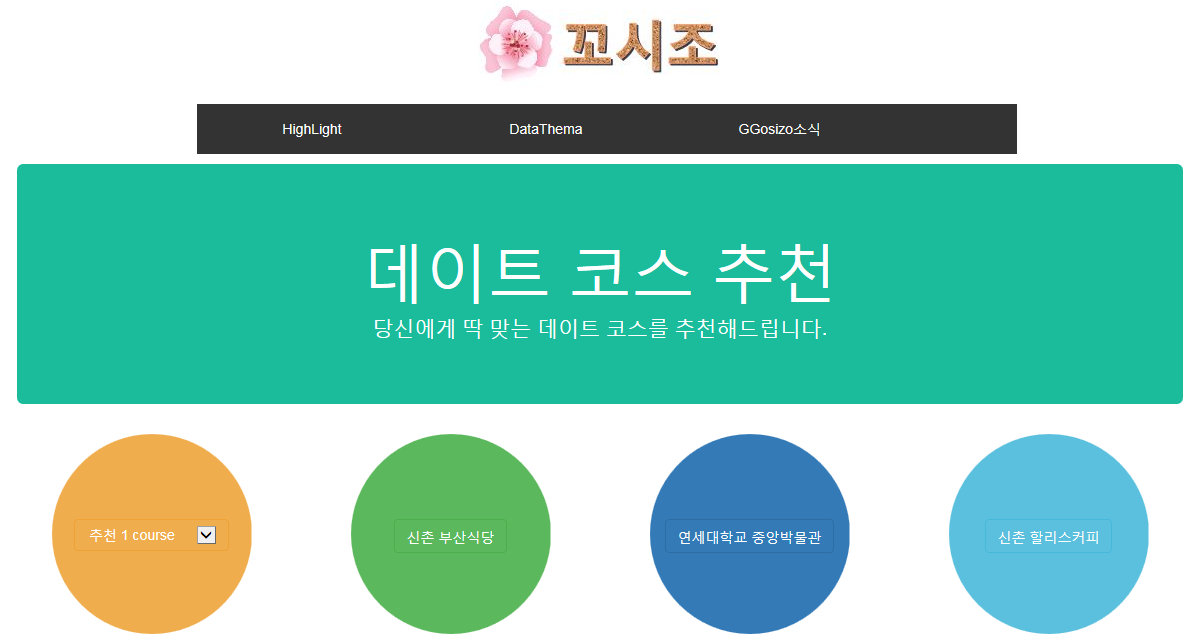 꼬시조
HighLight DataThema GGosizo소식
데이트 코스 추천
당신에게 딱 맞는 데이트 코스를 추천해드립니다.
추천 1 course 신촌 부산식당 연세대학교 중앙박물관 신촌 할리스커피